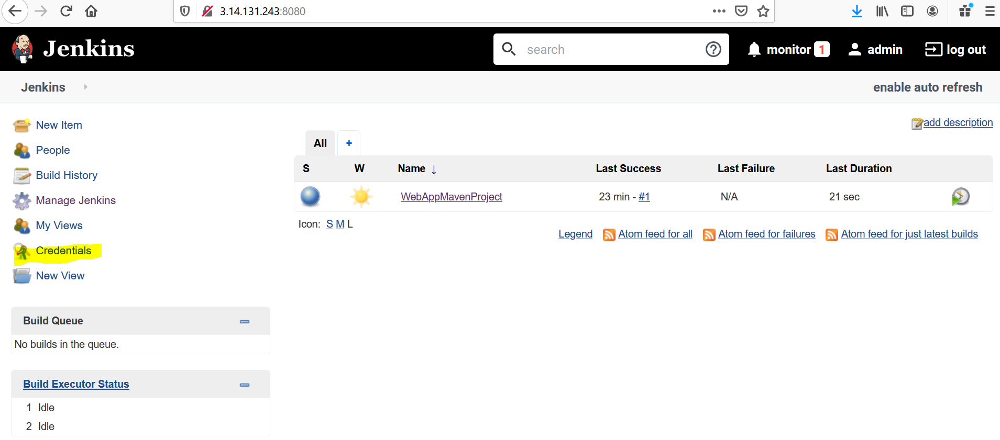 3.14.131.243:8080
Jenkins
search
monitor 1
admin
log out
Jenkins
enable auto refresh
New Item
People
Build History
Manage Jenkins
My Views
Credentials
New View
add description
All +
S W Name ↓ Last Success Last Failure Last Duration
WebAppMavenProject 23 min - #1 N/A 21 sec
Icon: S M L
Legend Atom feed for all Atom feed for failures Atom feed for just latest builds
Build Queue
No builds in the queue.
Build Executor Status
1 Idle
2 Idle